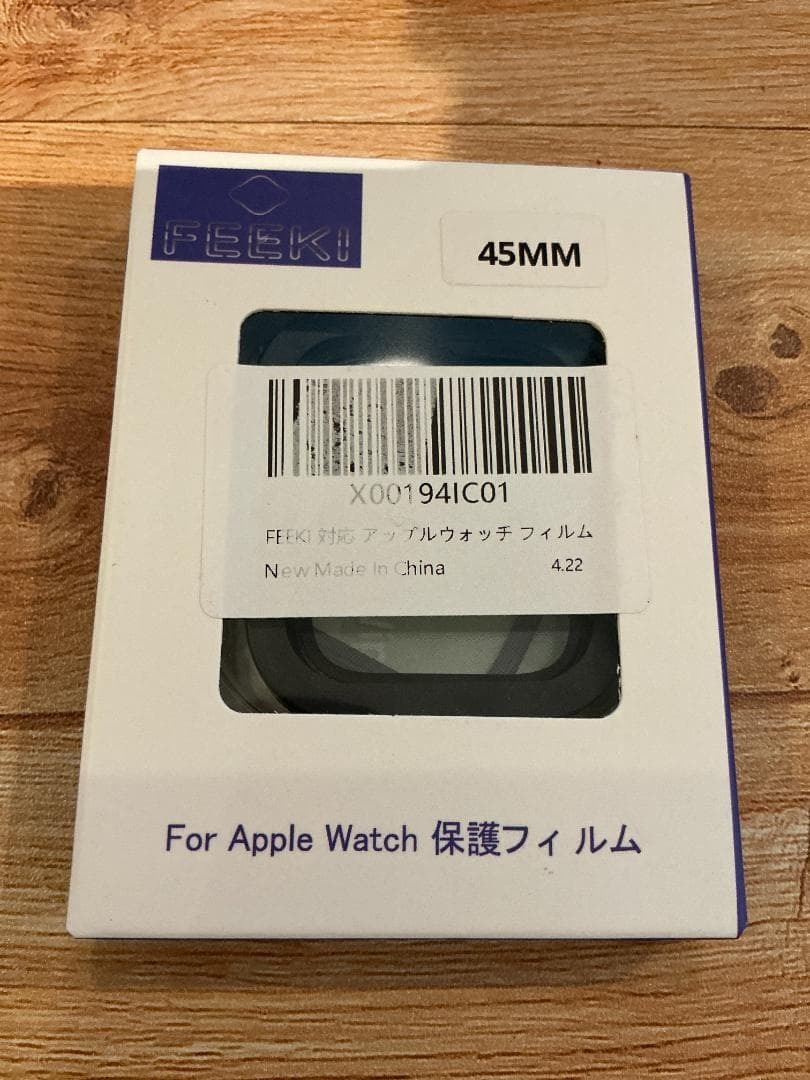 FEEKI
45MM
X00194IC01
FEEKI 対応 アップルウォッチ フィルム
New Made In China 4.22
For Apple Watch 保護フィ ルム